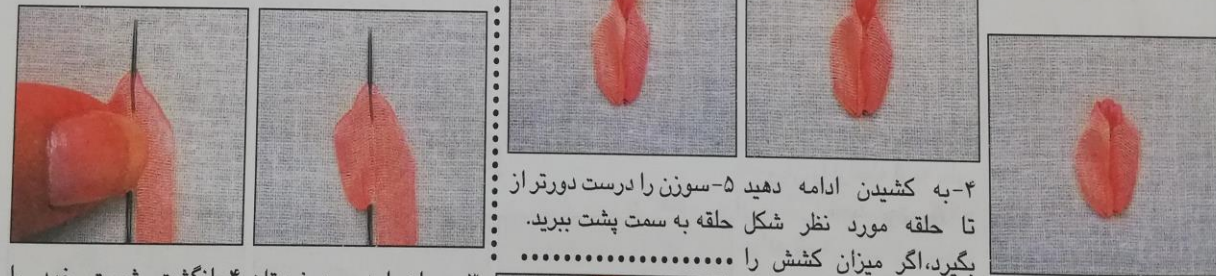 ۴-به کشیدن ادامه دهید
تا حلقه مورد نظر شکل
بگیرد،اگر میزان کشش را
۵-سوزن را درست دورتر از
حلقه به سمت پشت ببرید.